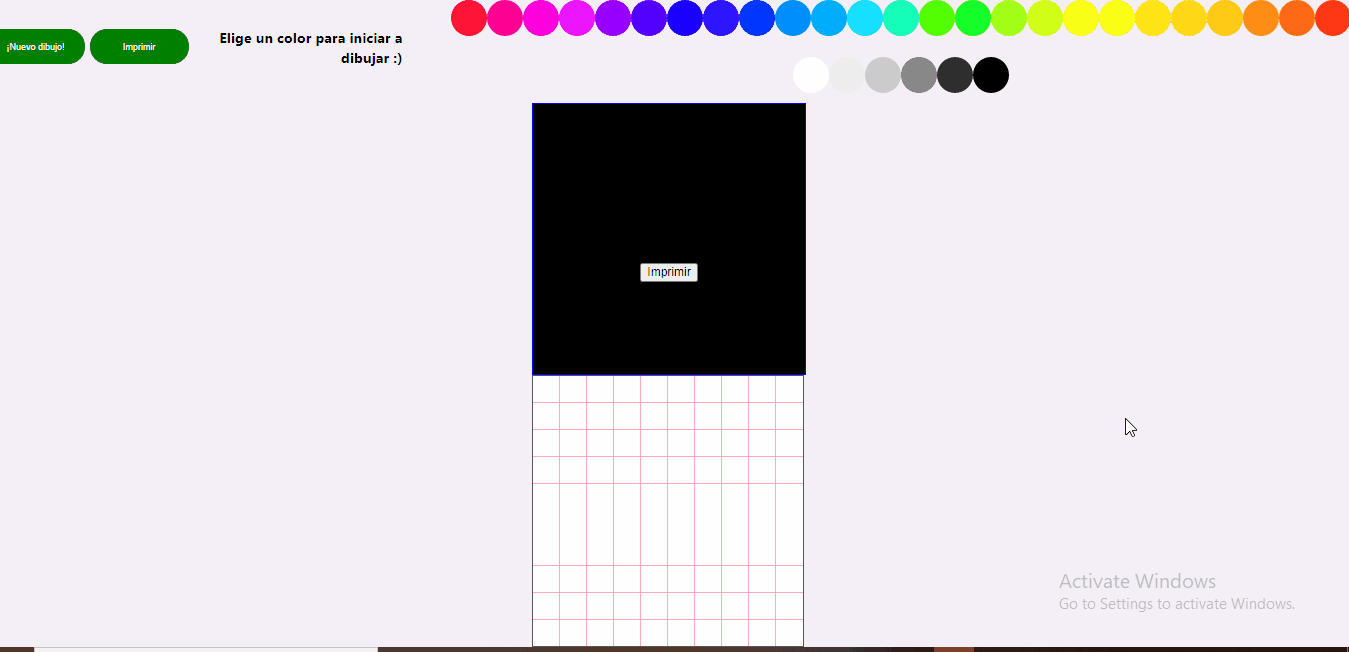 ¡Nuevo dibujo!
Imprimir
Elige un color para iniciar a
dibujar :)
Imprimir
Activate Windows
Go to Settings to activate Windows.